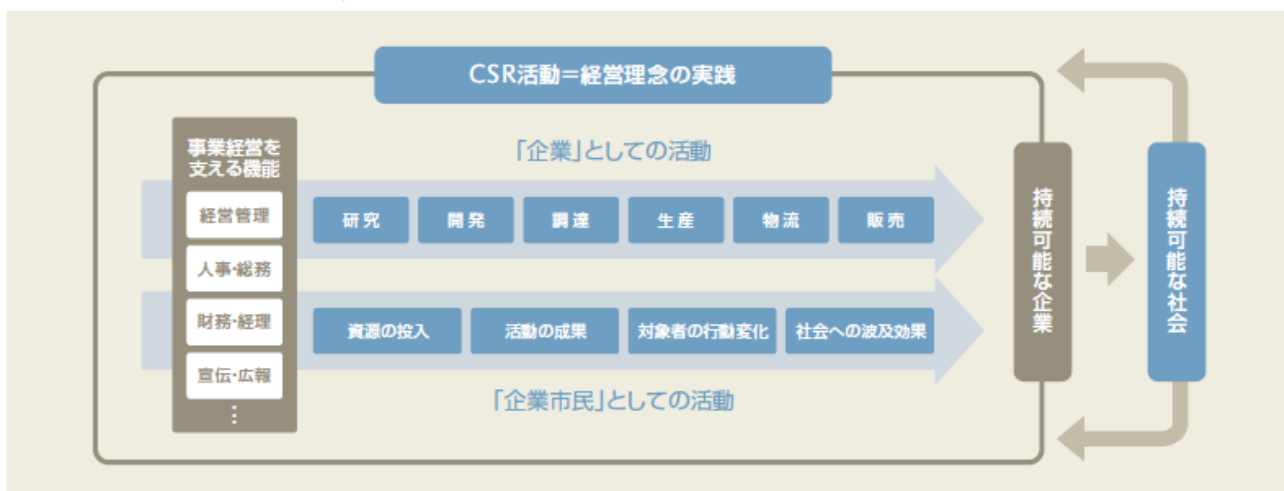 CSR活動=経営理念の実践
事業経営を
支える機能
経営管理
人事・総務
財務・経理
宣伝・広報
⋮
「企業」としての活動
研究
開発
調達
生産
物流
販売
資源の投入
活動の成果
対象者の行動変化
社会への波及効果
「企業市民」としての活動
持続可能な企業
持続可能な社会